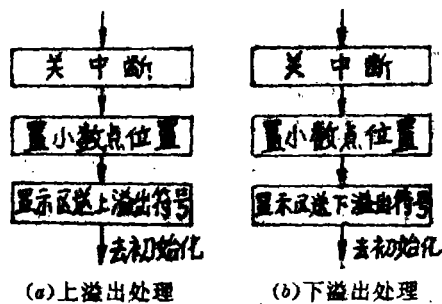 关中断
关中断
置小数点位置
置小数点位置
显示区送上溢出符号
显示区送下溢出符号
去初始化
去初始化
(a)上溢出处理
(b)下溢出处理